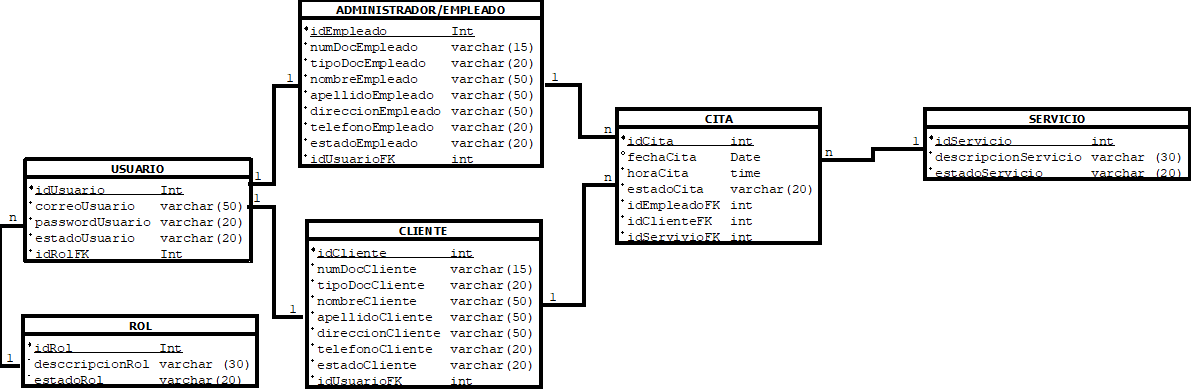 ADMINISTRADOR/EMPLEADO
idEmpleado Int
numDocEmpleado varchar(15)
tipoDocEmpleado varchar(20)
nombreEmpleado varchar(50)
apellidoEmpleado varchar(50)
direccionEmpleado varchar(50)
telefonoEmpleado varchar(20)
estadoEmpleado varchar(20)
idUsuarioFK int
1
1
USUARIO
idUsuario Int
correoUsuario varchar(50)
passwordUsuario varchar(20)
estadoUsuario varchar(20)
idRolFK Int
1
1
n
ROL
idRol Int
desccripcionRol varchar (30)
estadoRol varchar(20)
1
CLIENTE
idCliente int
numDocCliente varchar(15)
tipoDocCliente varchar(20)
nombreCliente varchar(50)
apellidoCliente varchar(50)
direccionCliente varchar(50)
telefonoCliente varchar(20)
estadoCliente varchar(20)
idUsuarioFK int
1
1
CITA
idCita int
fechaCita Date
horaCita time
estadoCita varchar(20)
idEmpleadoFK int
idClienteFK int
idServivioFK int
n
n
n
SERVICIO
idServicio int
descripcionServicio varchar (30)
estadoServicio varchar (20)
1